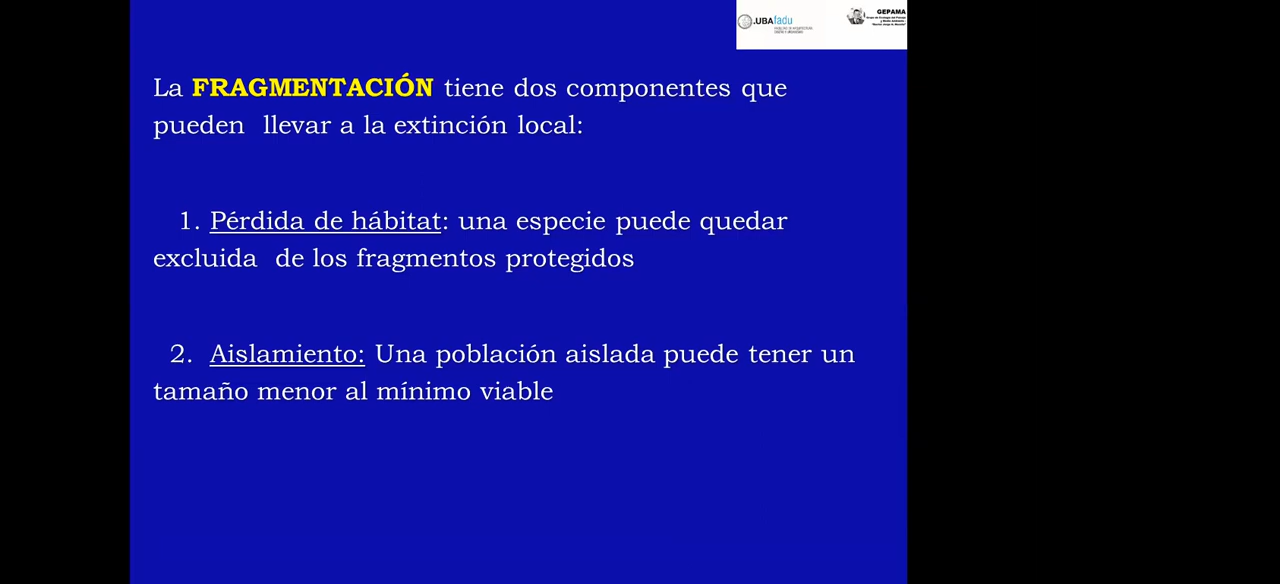 .UBAfadu
GEPAMA
La FRAGMENTACIÓN tiene dos componentes que
pueden llevar a la extinción local:
1. Pérdida de hábitat: una especie puede quedar
excluida de los fragmentos protegidos
2. Aislamiento: Una población aislada puede tener un
tamaño menor al mínimo viable